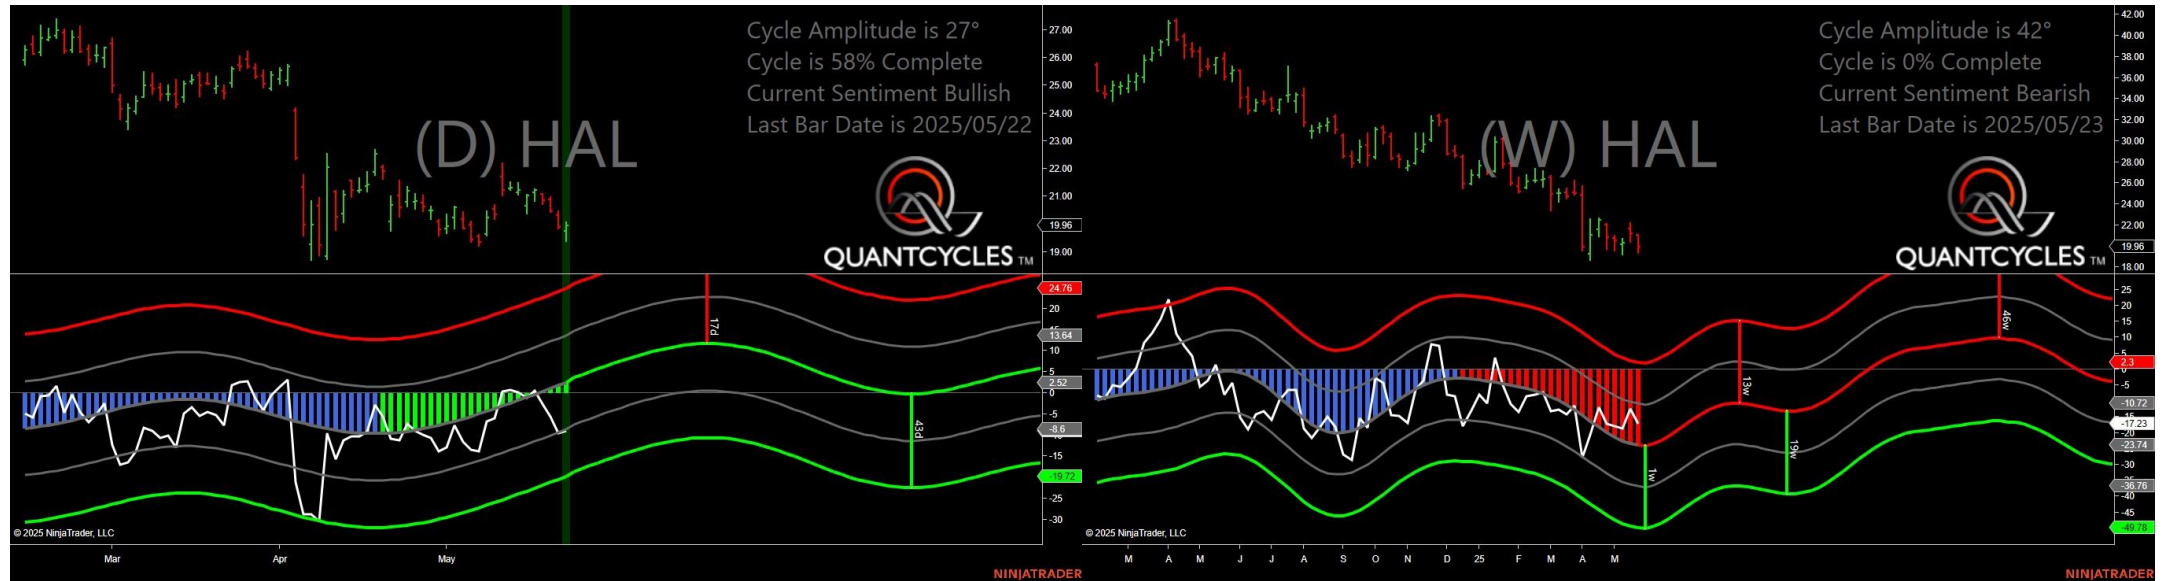 Cycle Amplitude is 27°
Cycle is 58% Complete
Current Sentiment Bullish
Last Bar Date is 2025/05/22
(D) HAL
QUANTCYCLES TM
27.00
26.00
25.00
24.00
23.00
22.00
21.00
19.96
19.00
24.76
20
13.64
10
5
2.52
0
-5
-8.6
-15
-19.72
-25
-30
17d
43d
© 2025 NinjaTrader, LLC
Mar Apr May
NINJATRADER
Cycle Amplitude is 42°
Cycle is 0% Complete
Current Sentiment Bearish
Last Bar Date is 2025/05/23
(W) HAL
QUANTCYCLES TM
42.00
40.00
38.00
36.00
34.00
32.00
30.00
28.00
26.00
24.00
22.00
19.96
18.00
25
20
15
10
5
2.3
0
-5
-10.72
-17.23
-23.74
-30
-36.76
-40
-45
-49.78
1w
13w
19w
46w
© 2025 NinjaTrader, LLC
M A M J J A S O N D 25 F M A M
NINJATRADER